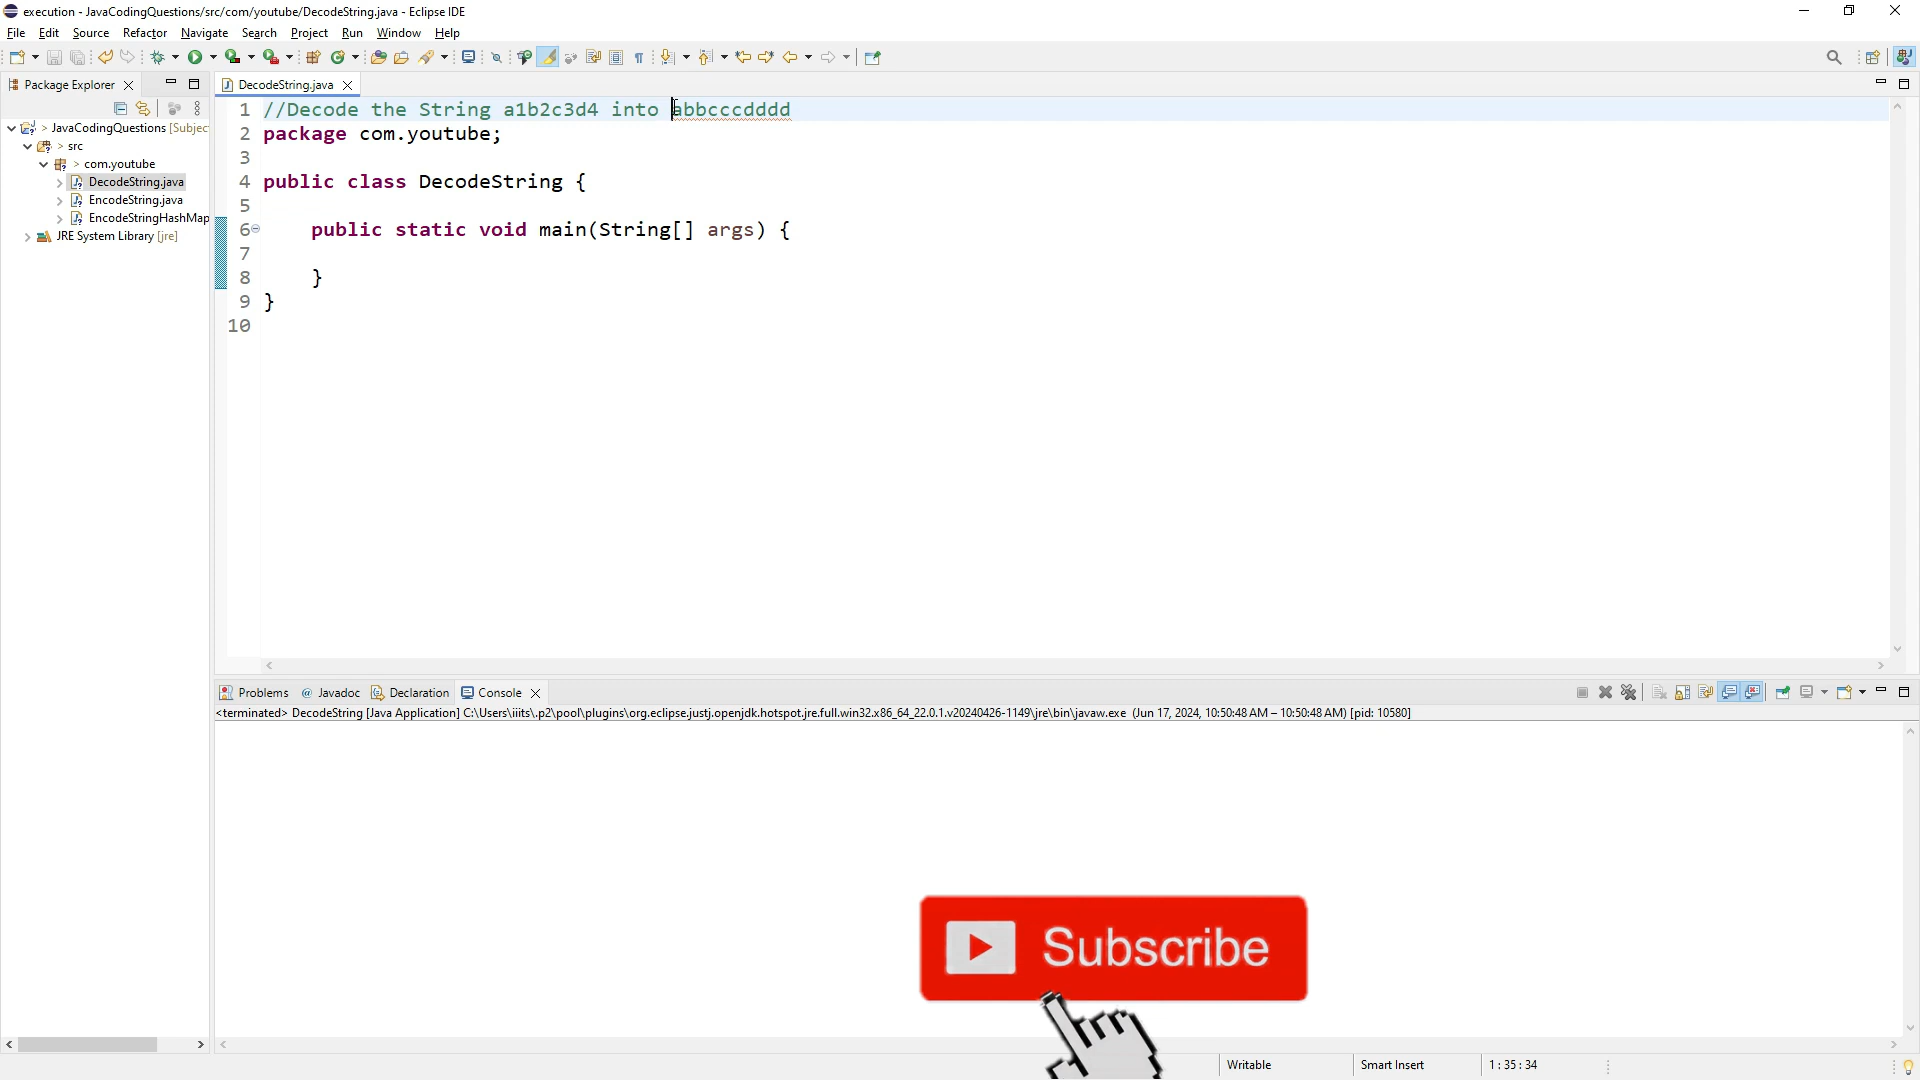 execution - JavaCodingQuestions/src/com/youtube/DecodeString.java - Eclipse IDE
File Edit Source Refactor Navigate Search Project Run Window Help
Package Explorer
DecodeString.java
> JavaCodingQuestions [Subjec
> src
> com.youtube
DecodeString.java
EncodeString.java
EncodeStringHashMap
JRE System Library [jre]
1 //Decode the String a1b2c3d4 into abbcccdddd
2 package com.youtube;
3
4 public class DecodeString {
5
6 public static void main(String[] args) {
7
8 }
9 }
10
Problems @ Javadoc Declaration Console
<terminated> DecodeString [Java Application] C:\Users\iiits\.p2\pool\plugins\org.eclipse.justj.openjdk.hotspot.jre.full.win32.x86_64_22.0.1.v20240426-1149\jre\bin\javaw.exe (Jun 17, 2024, 10:50:48 AM – 10:50:48 AM) [pid: 10580]
Subscribe
Writable Smart Insert 1 : 35 : 34